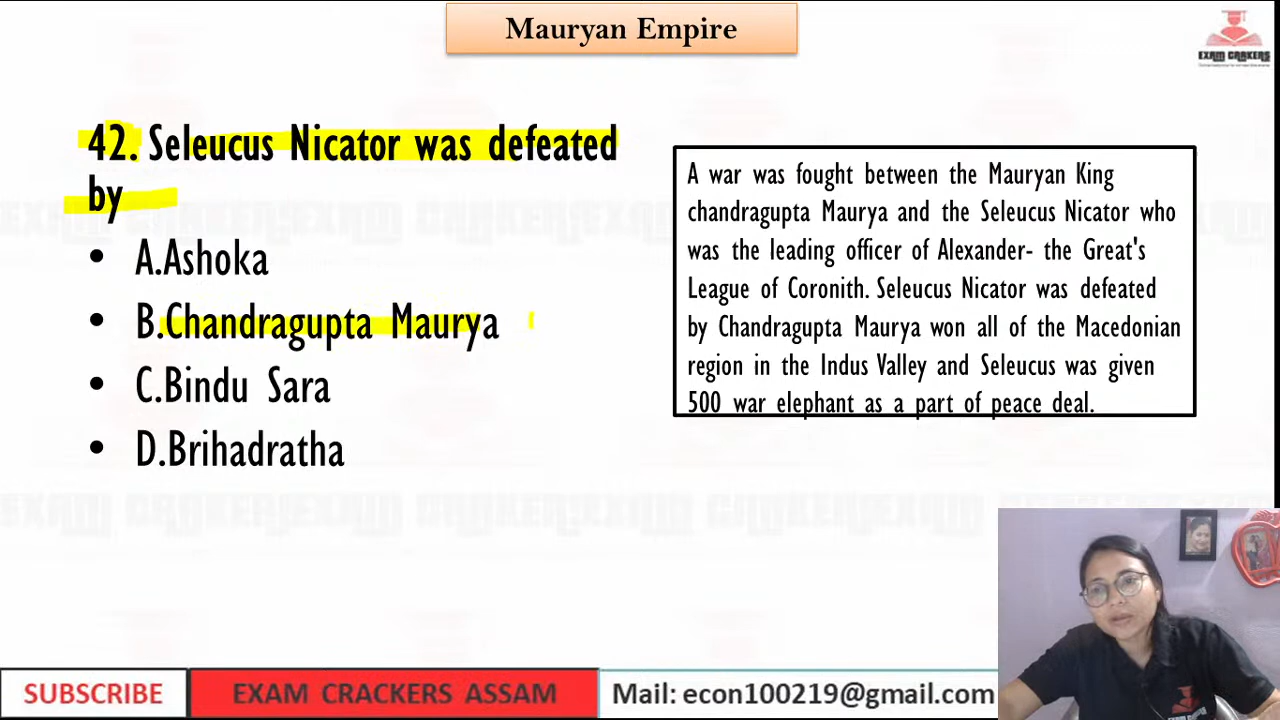 Mauryan Empire
EXAM CRAKERS
42. Seleucus Nicator was defeated
by
• A.Ashoka
• B.Chandragupta Maurya
• C.Bindu Sara
• D.Brihadratha
A war was fought between the Mauryan King
chandragupta Maurya and the Seleucus Nicator who
was the leading officer of Alexander- the Great's
League of Coronith. Seleucus Nicator was defeated
by Chandragupta Maurya won all of the Macedonian
region in the Indus Valley and Seleucus was given
500 war elephant as a part of peace deal.
SUBSCRIBE
EXAM CRACKERS ASSAM
Mail: econ100219@gmail.com